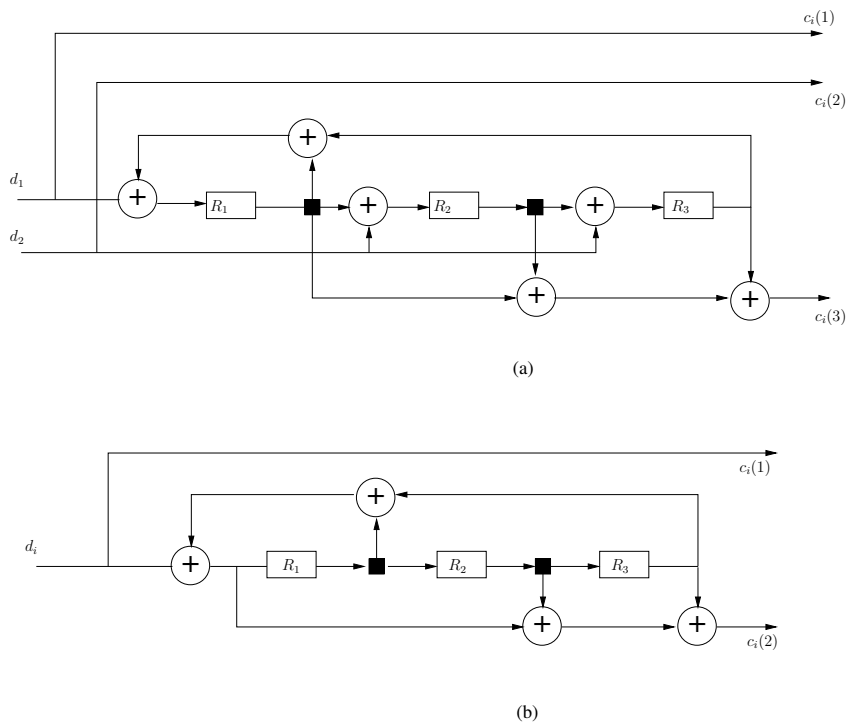 c_i(1)
c_i(2)
d_1
+
+
R_1
+
R_2
+
R_3
d_2
+
+
c_i(3)
(a)
c_i(1)
+
d_i
+
R_1
R_2
R_3
+
+
c_i(2)
(b)